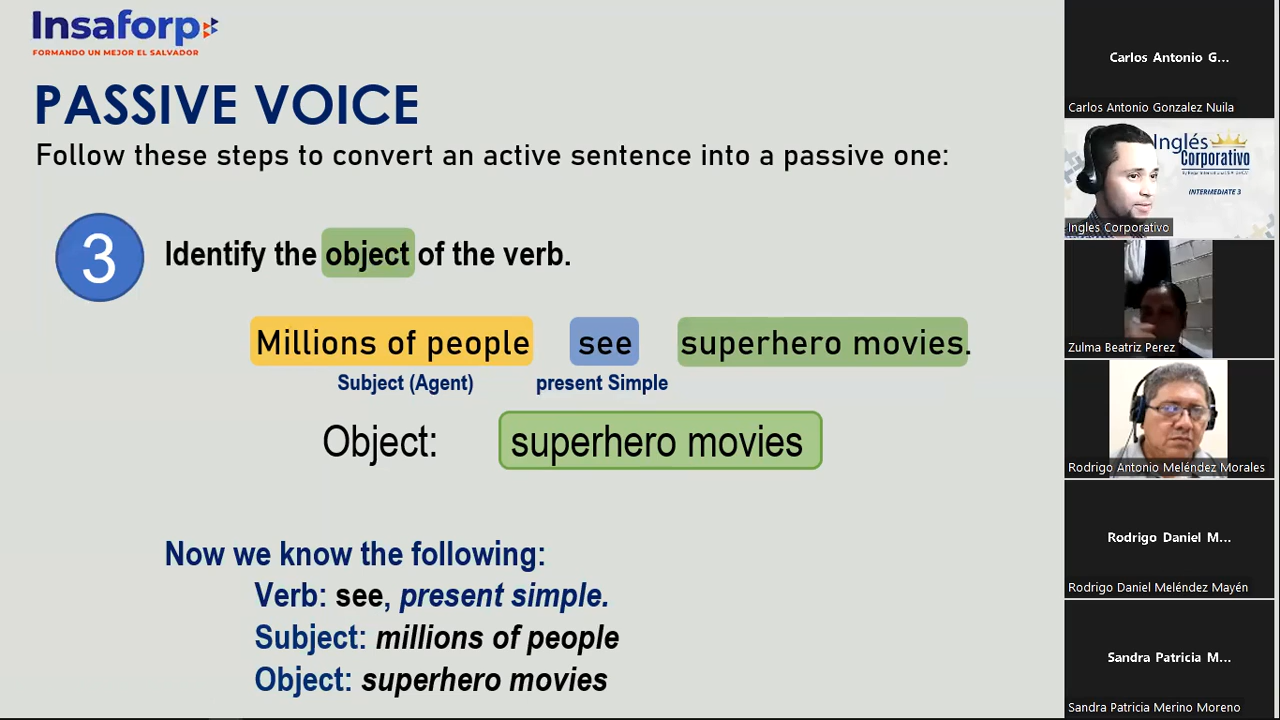 Insaforp
FORMANDO UN MEJOR EL SALVADOR
PASSIVE VOICE
Follow these steps to convert an active sentence into a passive one:
3 Identify the object of the verb.
Millions of people see superhero movies.
Subject (Agent) present Simple
Object: superhero movies
Now we know the following:
Verb: see, present simple.
Subject: millions of people
Object: superhero movies
Carlos Antonio G...
Carlos Antonio Gonzalez Nuila
Inglés
Corporativo
INTERMEDIATE 3
Ingles Corporativo
Zulma Beatriz Perez
Rodrigo Antonio Meléndez Morales
Rodrigo Daniel M...
Rodrigo Daniel Meléndez Mayén
Sandra Patricia M...
Sandra Patricia Merino Moreno